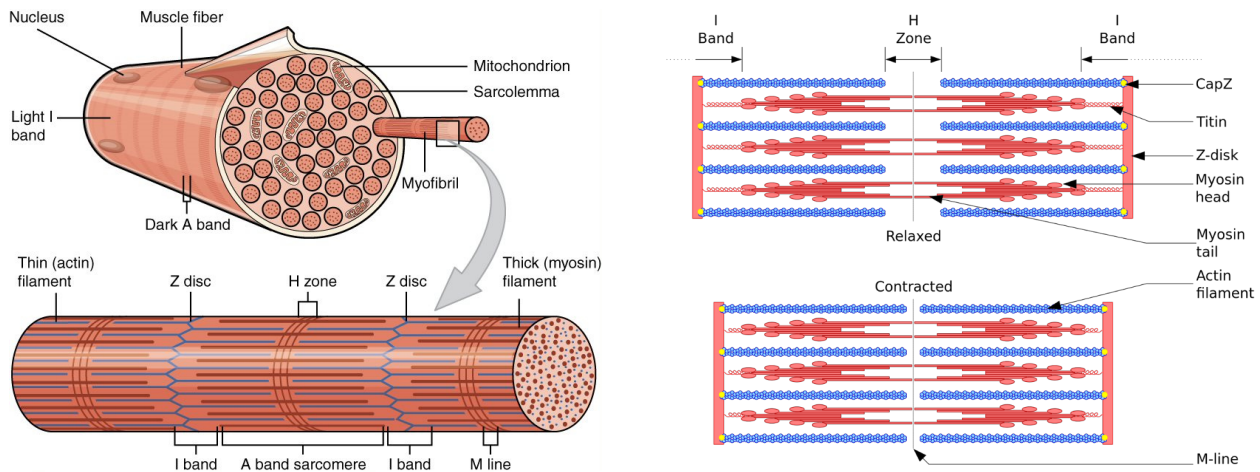 Nucleus
Muscle fiber
Mitochondrion
Sarcolemma
Light I
band
Myofibril
Dark A band
Thin (actin)
filament
Z disc
H zone
Z disc
Thick (myosin)
filament
I band
A band sarcomere
I band
M line
I
Band
H
Zone
I
Band
CapZ
Titin
Z-disk
Myosin
head
Relaxed
Myosin
tail
Contracted
Actin
filament
M-line